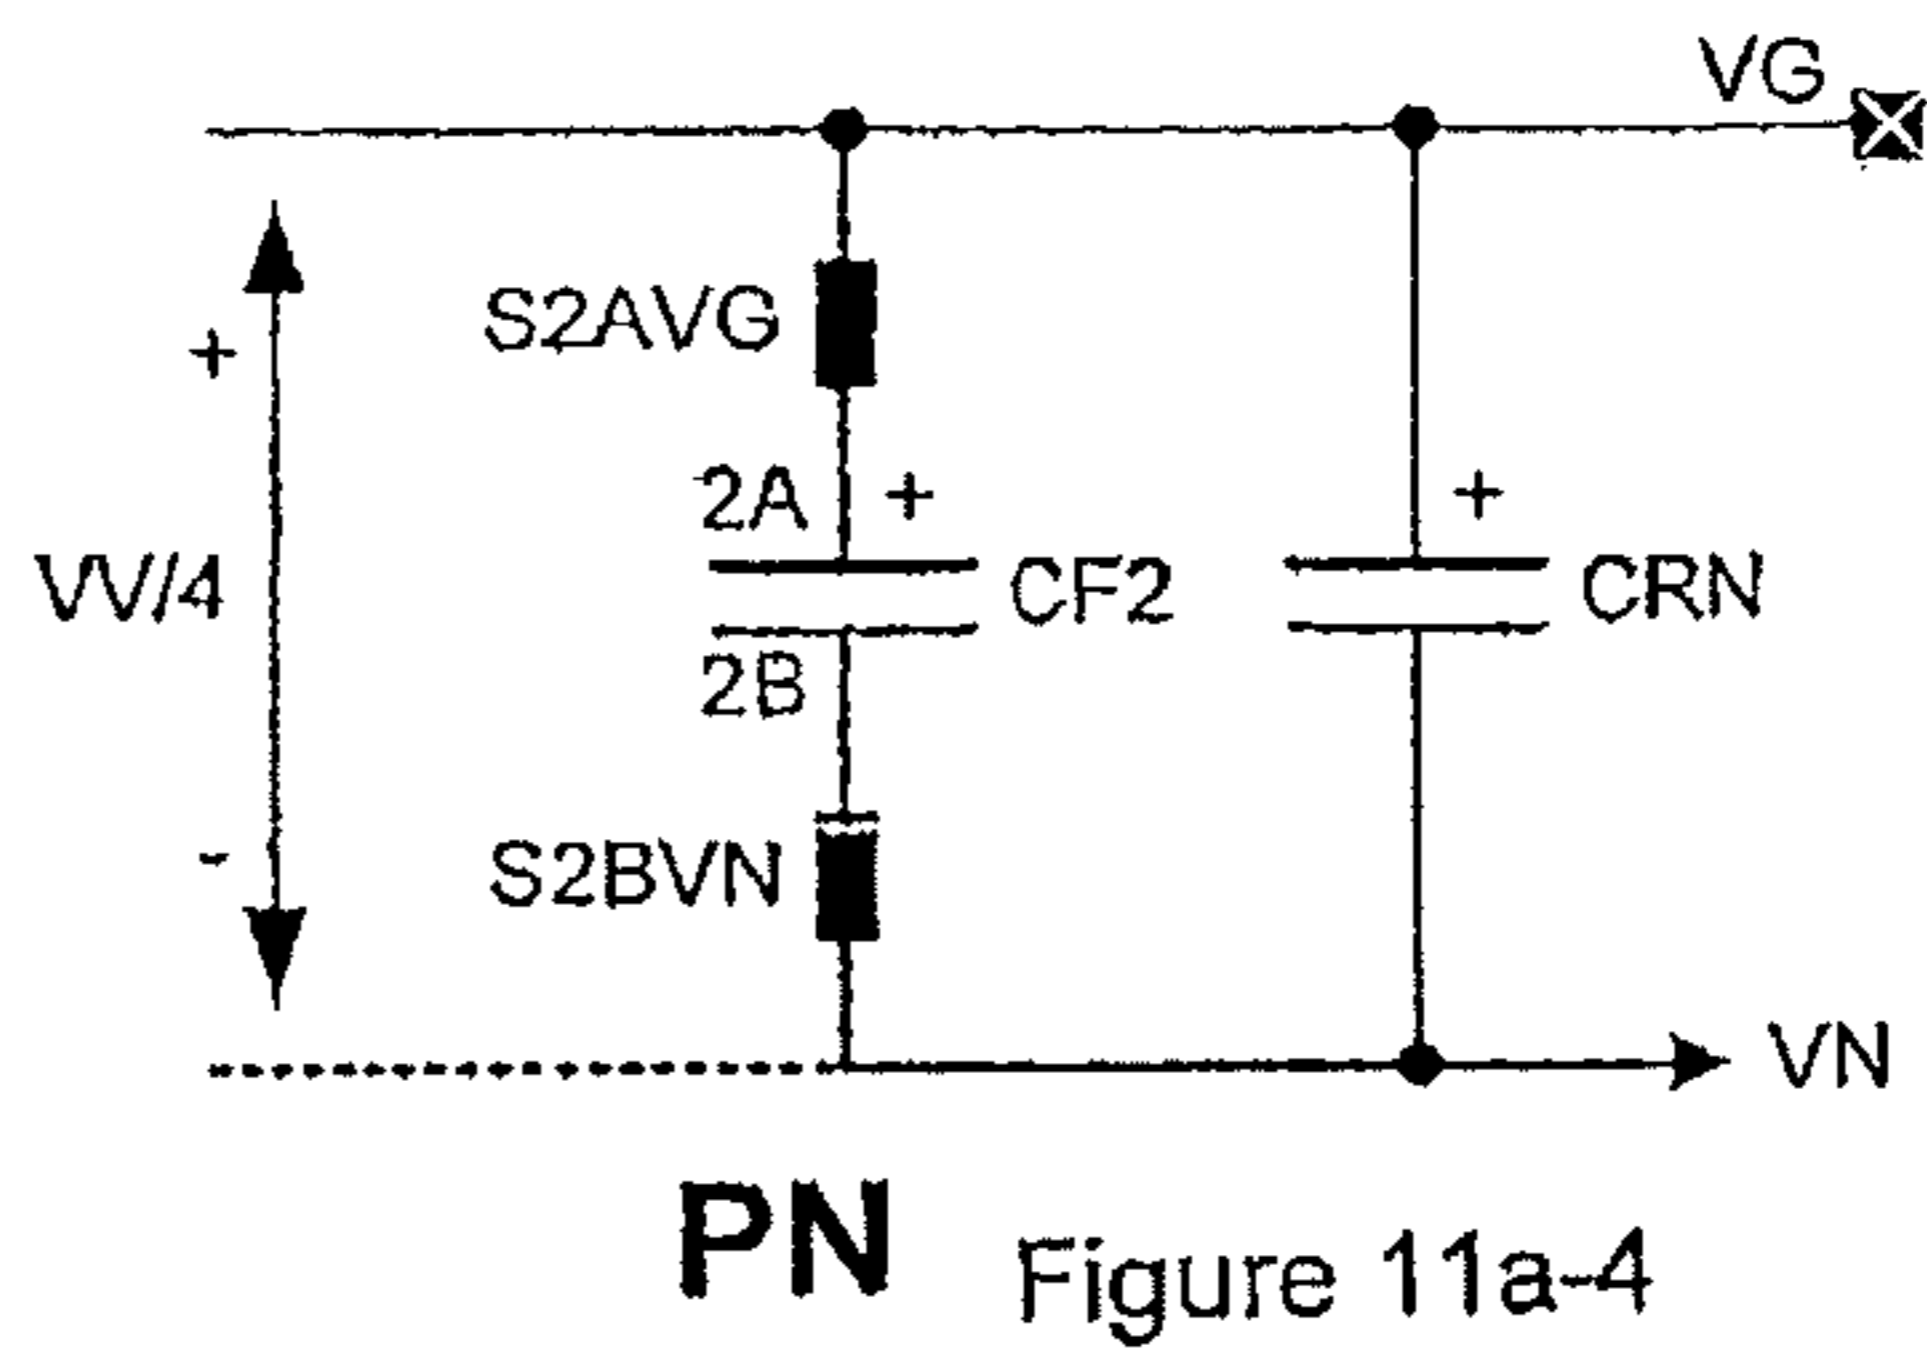 VG
S2AVG
+
2A +
+
VV/4
CF2
CRN
2B
-
S2BVN
VN
PN
Figure 11a-4